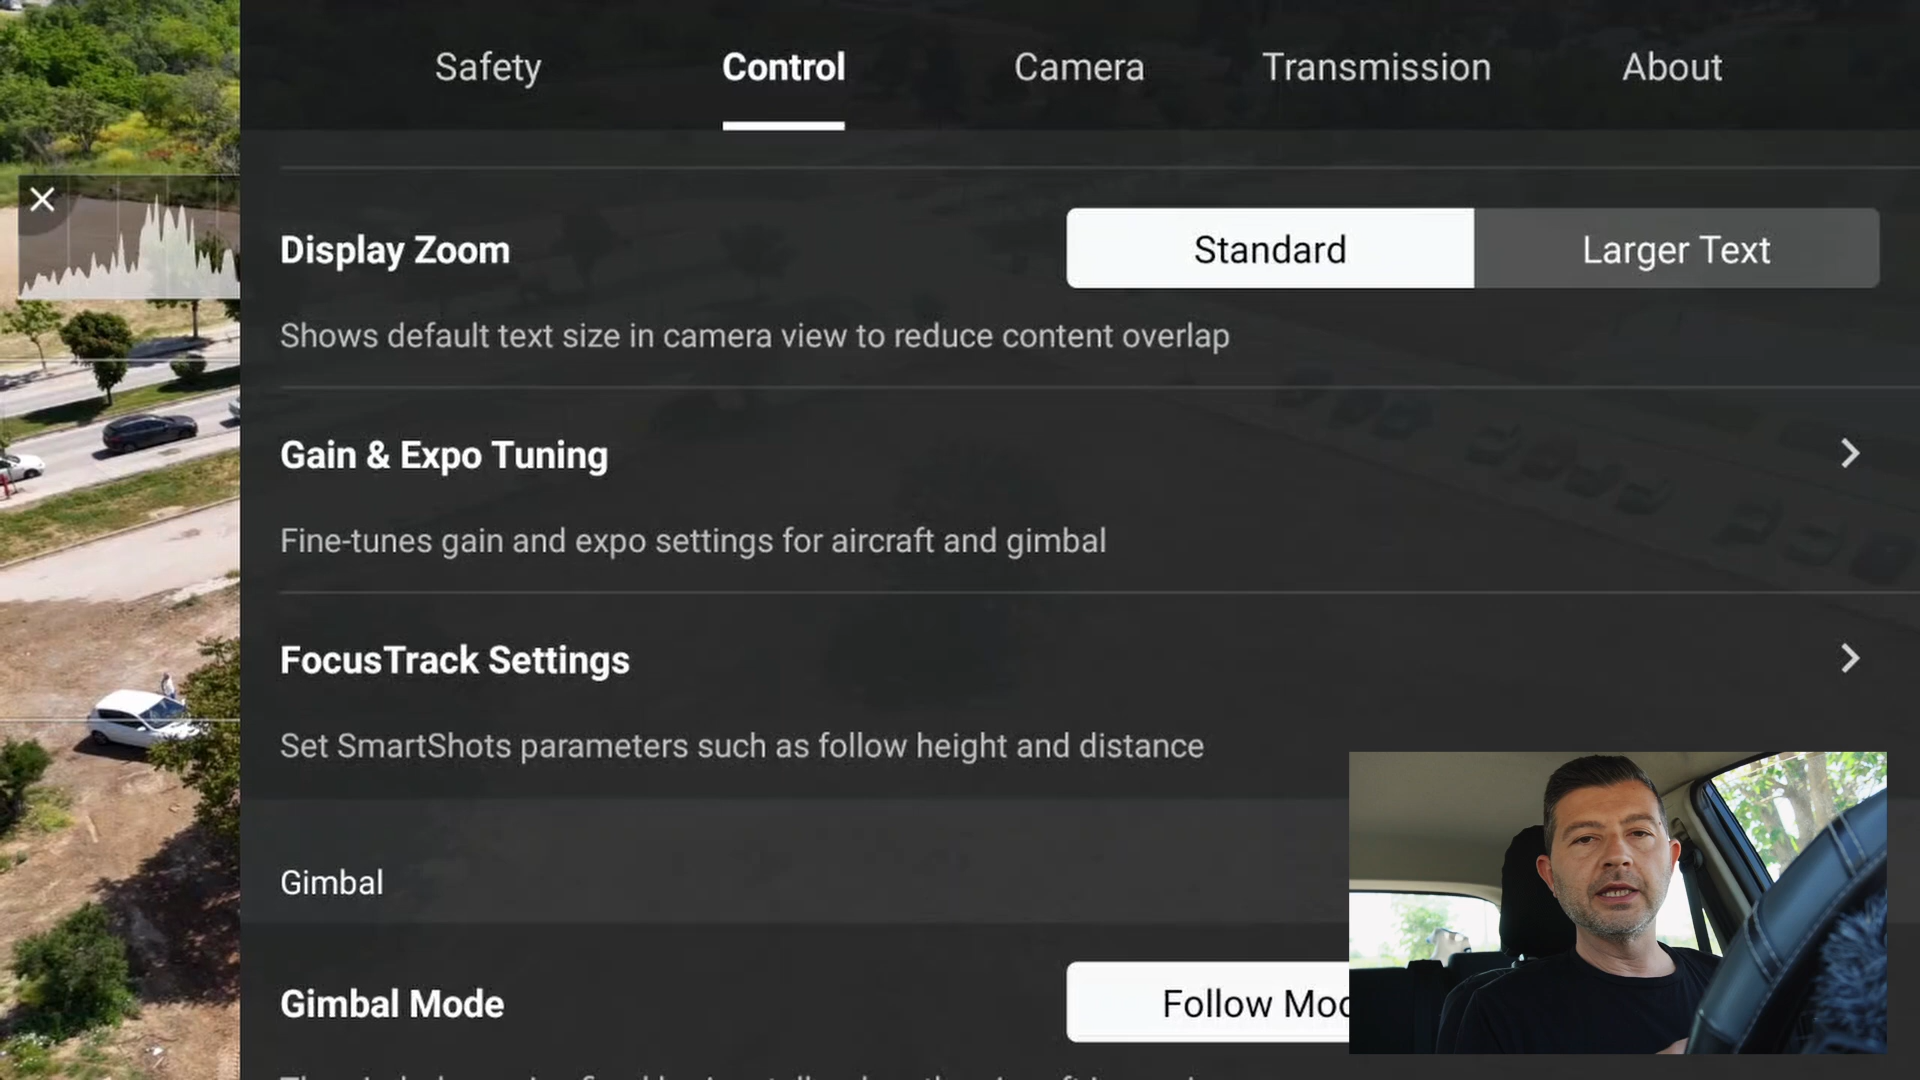 Safety Control Camera Transmission About
Display Zoom Standard Larger Text
Shows default text size in camera view to reduce content overlap
Gain & Expo Tuning
Fine-tunes gain and expo settings for aircraft and gimbal
FocusTrack Settings
Set SmartShots parameters such as follow height and distance
Gimbal
Gimbal Mode Follow